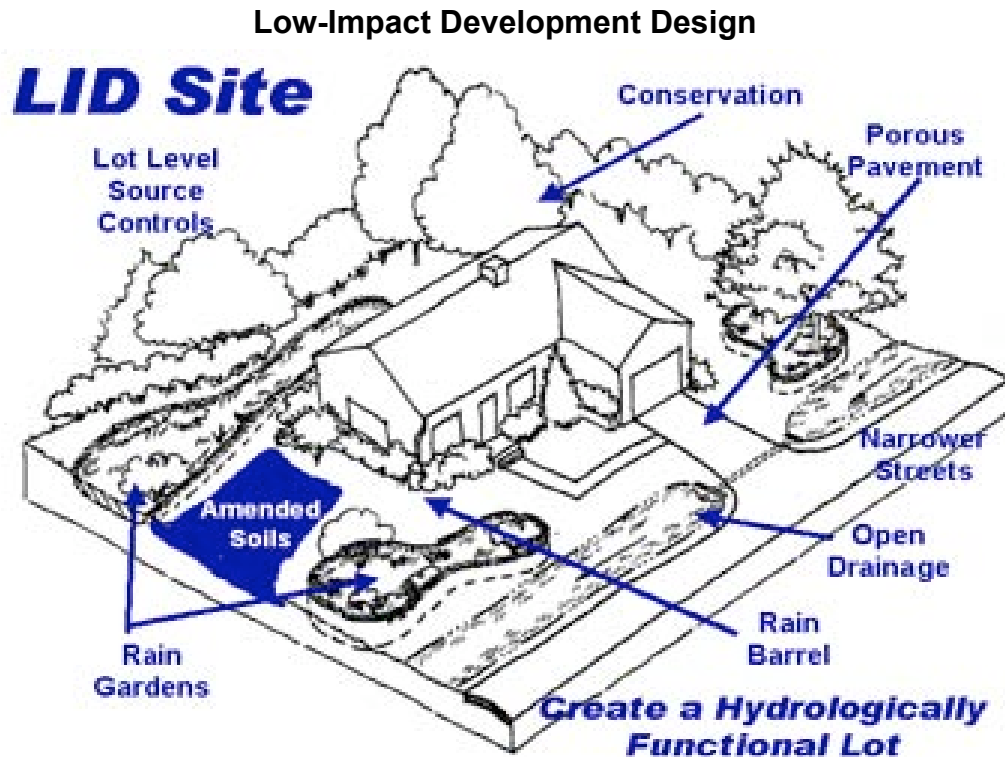 Low-Impact Development Design
LID Site
Conservation
Porous
Pavement
Lot Level
Source
Controls
Narrower
Streets
Amended
Soils
Open
Drainage
Rain
Barrel
Rain
Gardens
Create a Hydrologically
Functional Lot